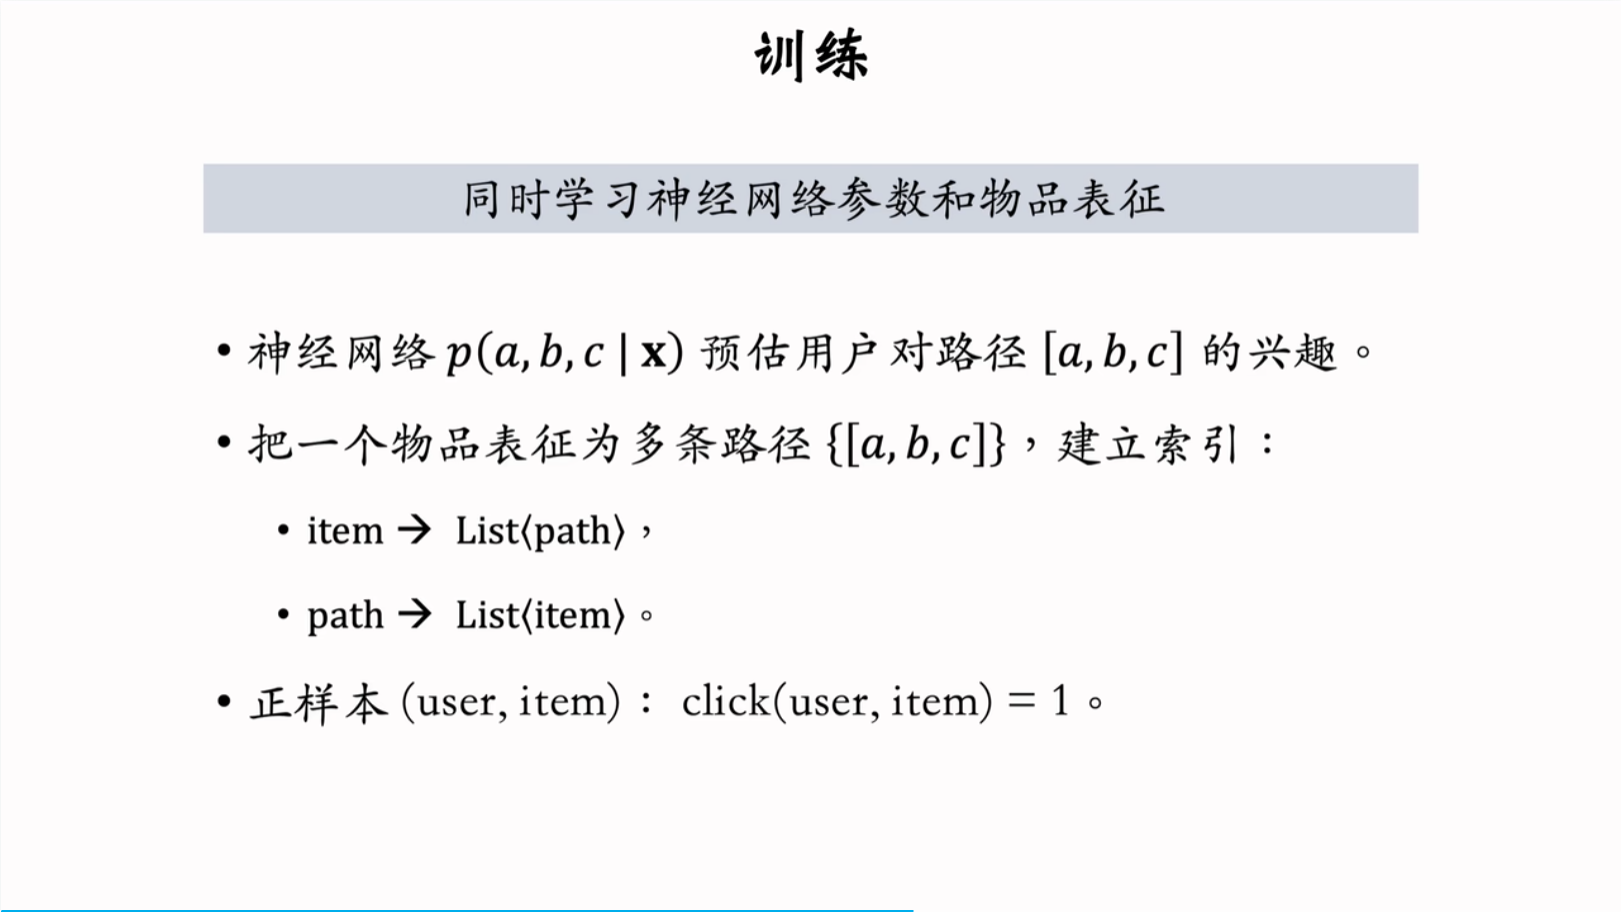 训练
同时学习神经网络参数和物品表征
• 神经网络 p(a, b, c | x) 预估用户对路径 [a, b, c] 的兴趣。
• 把一个物品表征为多条路径 {[a, b, c]}，建立索引：
• item → List⟨path⟩，
• path → List⟨item⟩。
• 正样本 (user, item)： click(user, item) = 1。